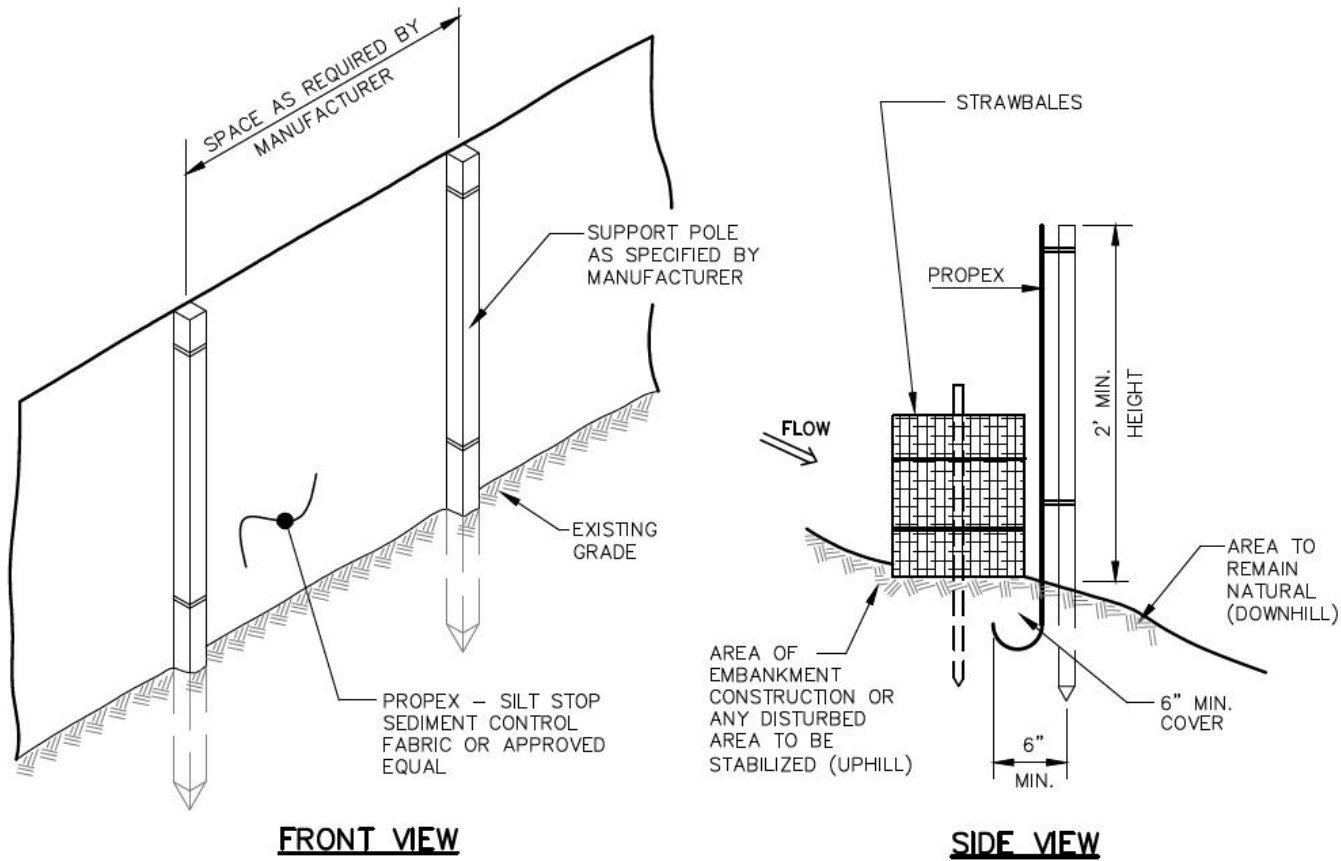 SPACE AS REQUIRED BY
MANUFACTURER
SUPPORT POLE
AS SPECIFIED BY
MANUFACTURER
EXISTING
GRADE
PROPEX – SILT STOP
SEDIMENT CONTROL
FABRIC OR APPROVED
EQUAL
FRONT VIEW
STRAWBALES
PROPEX
2' MIN.
HEIGHT
FLOW
AREA TO
REMAIN
NATURAL
(DOWNHILL)
AREA OF
EMBANKMENT
CONSTRUCTION OR
ANY DISTURBED
AREA TO BE
STABILIZED (UPHILL)
6" MIN.
COVER
6"
MIN.
SIDE VIEW